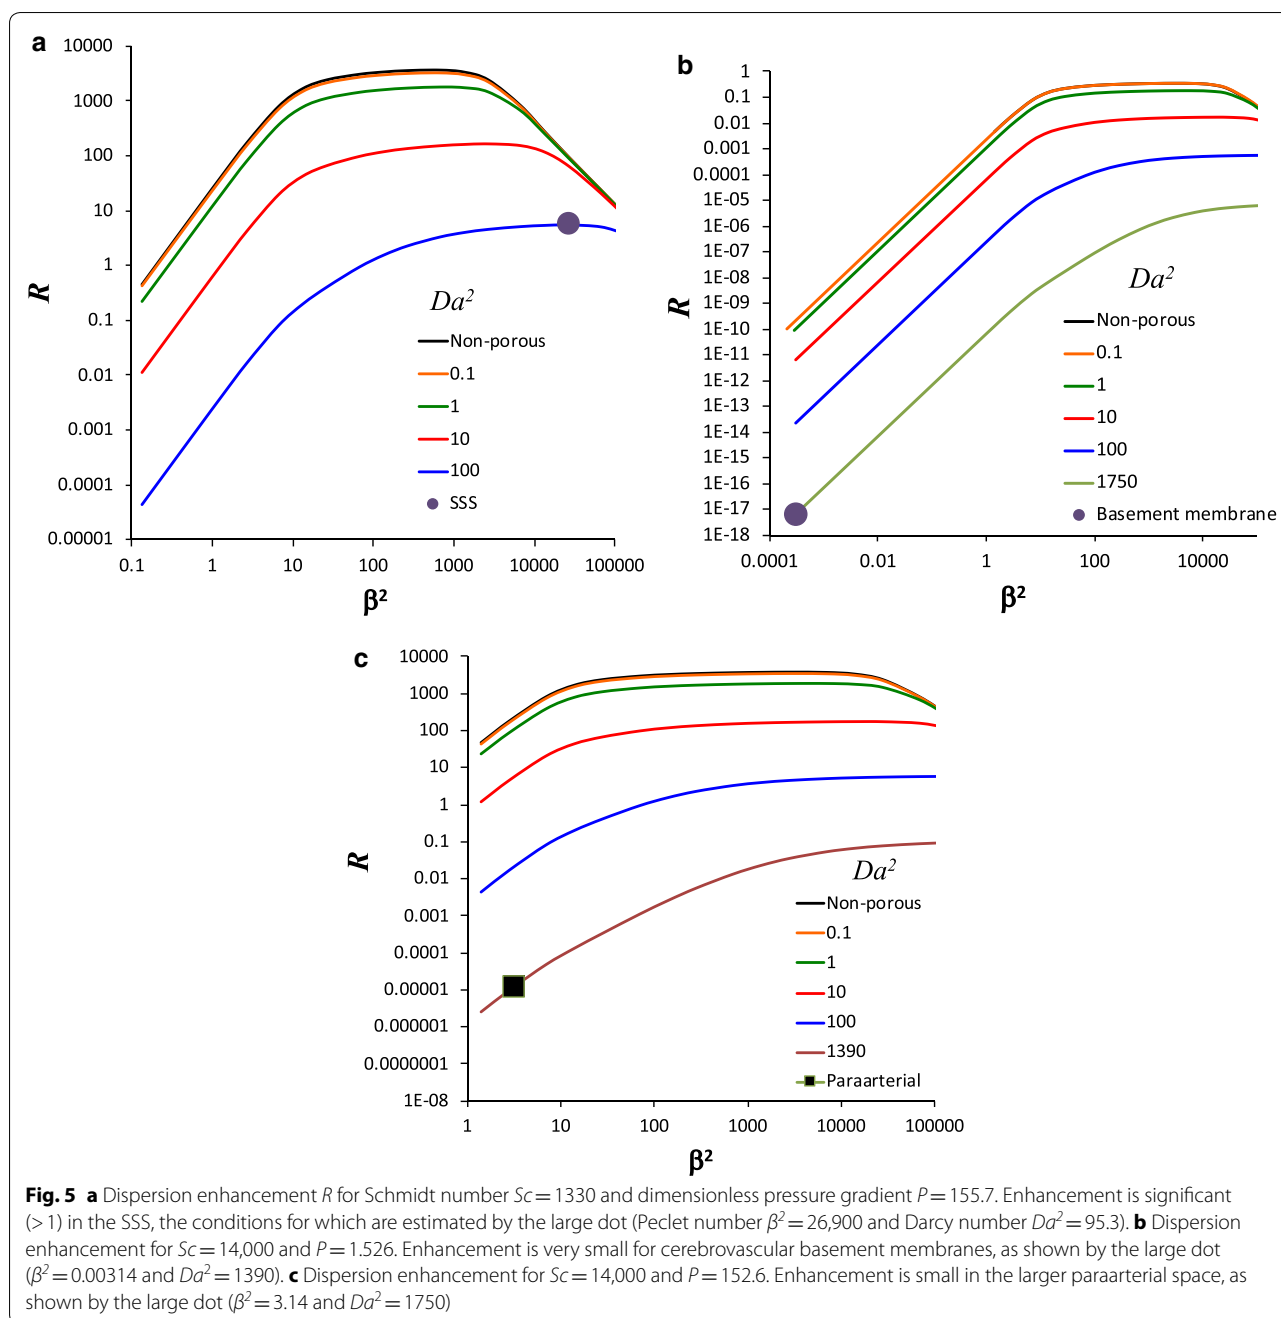 a
10000
1000
100
10
1
0.1
0.01
0.001
0.0001
0.00001
R
0.1 1 10 100 1000 10000 100000
β²
Da²
Non-porous
0.1
1
10
100
SSS
b
1
0.1
0.01
0.001
0.0001
1E-05
1E-06
1E-07
1E-08
1E-09
1E-10
1E-11
1E-12
1E-13
1E-14
1E-15
1E-16
1E-17
1E-18
R
0.0001 0.01 1 100 10000
β²
Da²
Non-porous
0.1
1
10
100
1750
Basement membrane
c
10000
1000
100
10
1
0.1
0.01
0.001
0.0001
0.00001
0.000001
0.0000001
1E-08
R
1 10 100 1000 10000 100000
β²
Da²
Non-porous
0.1
1
10
100
1390
Paraarterial
Fig. 5 a Dispersion enhancement R for Schmidt number Sc = 1330 and dimensionless pressure gradient P = 155.7. Enhancement is significant
(> 1) in the SSS, the conditions for which are estimated by the large dot (Peclet number β² = 26,900 and Darcy number Da² = 95.3). b Dispersion
enhancement for Sc = 14,000 and P = 1.526. Enhancement is very small for cerebrovascular basement membranes, as shown by the large dot
(β² = 0.00314 and Da² = 1390). c Dispersion enhancement for Sc = 14,000 and P = 152.6. Enhancement is small in the larger paraarterial space, as
shown by the large dot (β² = 3.14 and Da² = 1750)